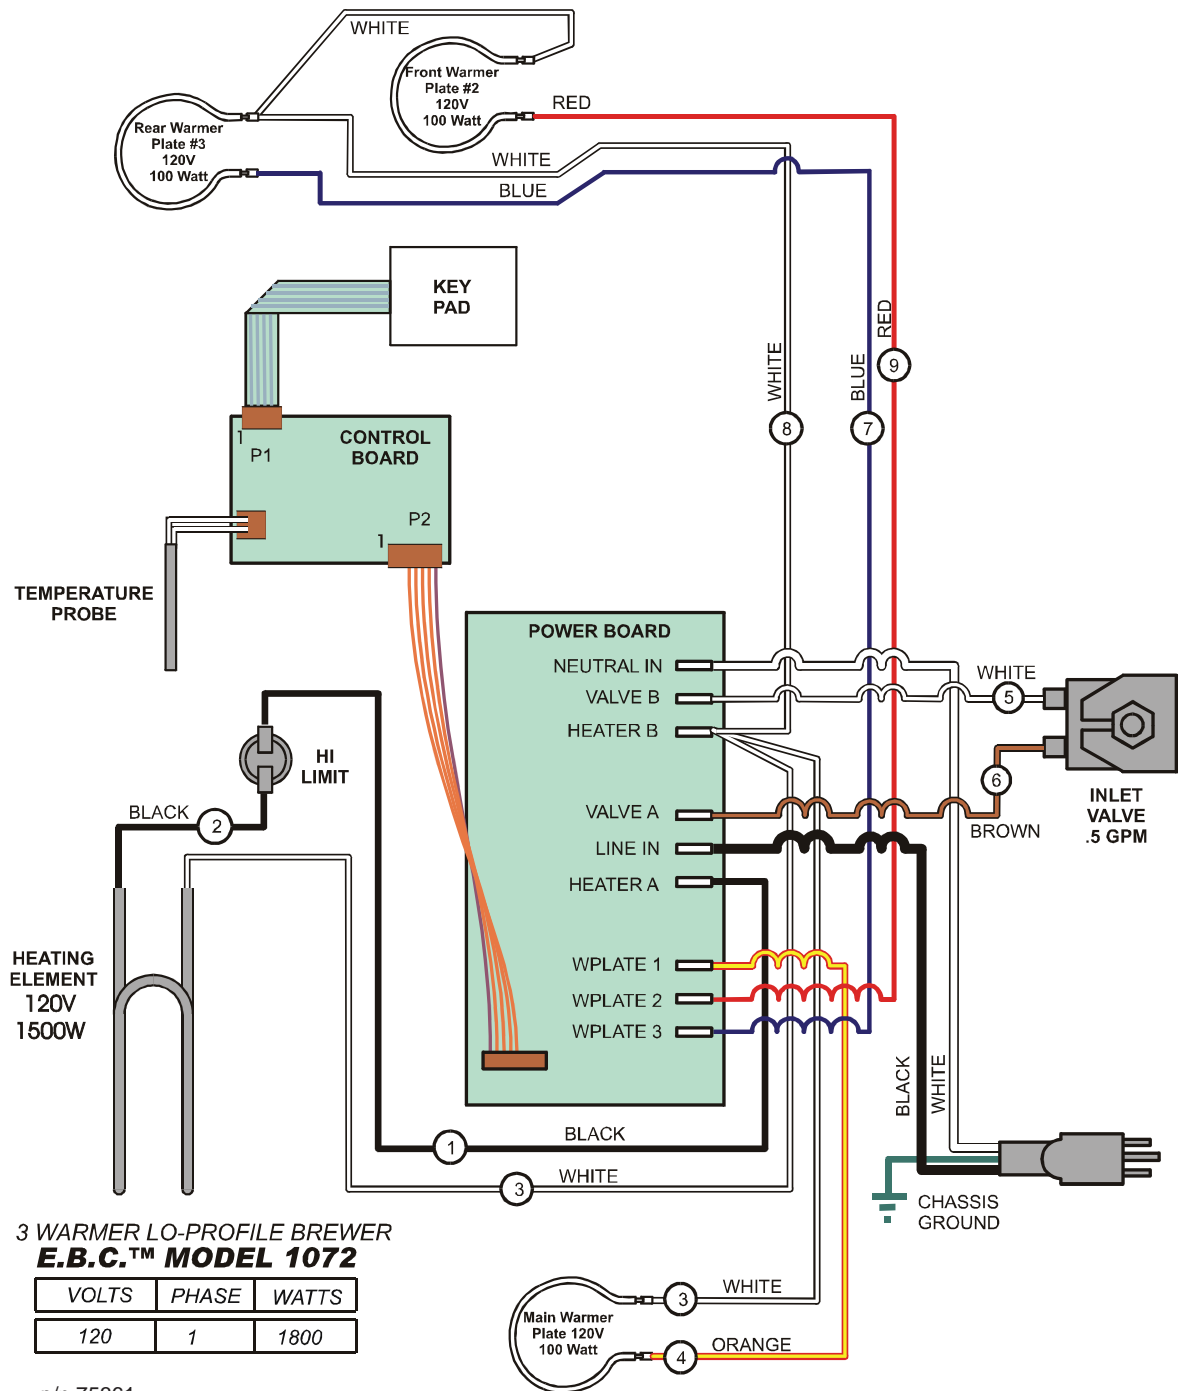 WHITE
Front Warmer
Plate #2
120V
100 Watt
RED
Rear Warmer
Plate #3
120V
100 Watt
WHITE
BLUE
KEY
PAD
RED
9
WHITE
BLUE
8
7
1
P1
CONTROL
BOARD
P2
1
TEMPERATURE
PROBE
POWER BOARD
NEUTRAL IN
VALVE B
HEATER B
VALVE A
LINE IN
HEATER A
WPLATE 1
WPLATE 2
WPLATE 3
WHITE
5
6
BROWN
INLET
VALVE
.5 GPM
HI
LIMIT
BLACK
2
HEATING
ELEMENT
120V
1500W
BLACK
WHITE
BLACK
1
WHITE
3
CHASSIS
GROUND
3 WARMER LO-PROFILE BREWER
E.B.C.™ MODEL 1072
VOLTS PHASE WATTS
120 1 1800
Main Warmer
Plate 120V
100 Watt
WHITE
3
ORANGE
4